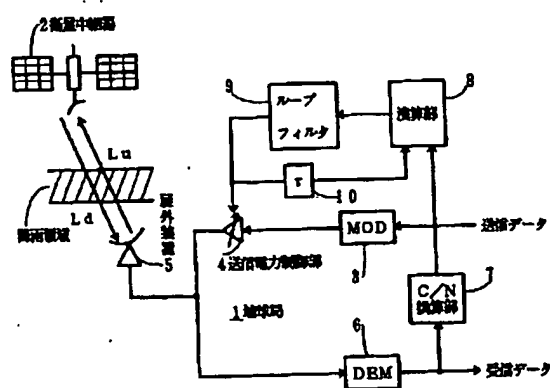 2衛星中継器
9
ループ
フィルタ
8
演算部
Lu
τ
10
降雨領域
Ld
屋外装置
5
4送信電力制御部
MOD
3
送信データ
1地球局
C/N
換算部
7
6
DEM
受信データ